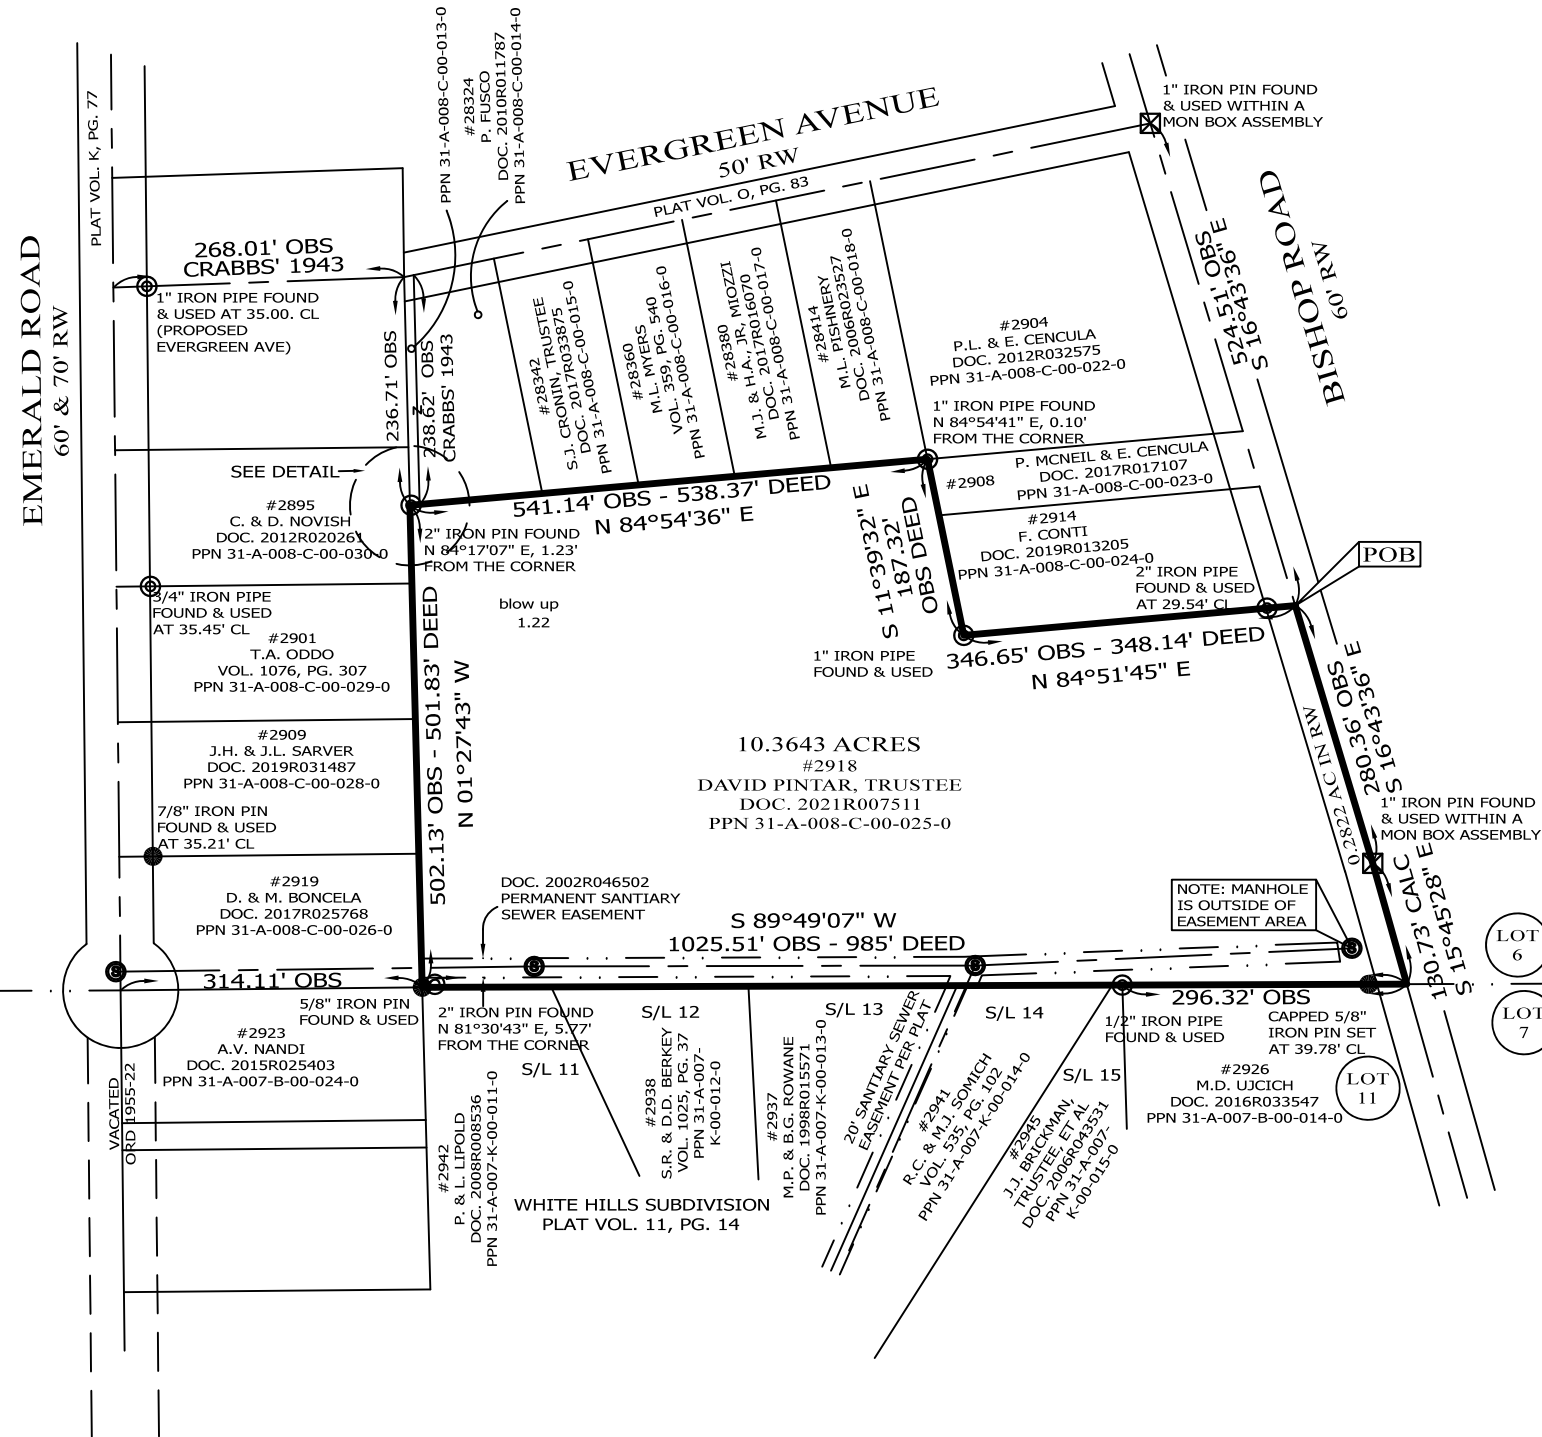 EMERALD ROAD
60' & 70' RW
PLAT VOL. K, PG. 77
268.01' OBS
CRABBS' 1943
1" IRON PIPE FOUND
& USED AT 35.00. CL
(PROPOSED
EVERGREEN AVE)
PPN 31-A-008-C-00-013-0
#28324
P. FUSCO
DOC. 2010R011787
PPN 31-A-008-C-00-014-0
EVERGREEN AVENUE
50' RW
PLAT VOL. O, PG. 83
1" IRON PIN FOUND
& USED WITHIN A
MON BOX ASSEMBLY
BISHOP ROAD
60' RW
524.51' OBS
S 16°43'36" E
236.71' OBS
238.62' OBS
CRABBS' 1943
#28342
S.J. CRONIN, TRUSTEE
DOC. 2017R033875
PPN 31-A-008-C-00-015-0
#28360
M.L. MYERS
VOL. 359, PG. 540
PPN 31-A-008-C-00-016-0
#28380
M.J. & H.A., JR, MIOZZI
DOC. 2017R016070
PPN 31-A-008-C-00-017-0
#28414
M.L. PISHNERY
DOC. 2006R023527
PPN 31-A-008-C-00-018-0
#2904
P.L. & E. CENCULA
DOC. 2012R032575
PPN 31-A-008-C-00-022-0
1" IRON PIPE FOUND
N 84°54'41" E, 0.10'
FROM THE CORNER
#2908
P. MCNEIL & E. CENCULA
DOC. 2017R017107
PPN 31-A-008-C-00-023-0
#2914
F. CONTI
DOC. 2019R013205
PPN 31-A-008-C-00-024-0
2" IRON PIPE
FOUND & USED
AT 29.54' CL
POB
SEE DETAIL
#2895
C. & D. NOVISH
DOC. 2012R020261
PPN 31-A-008-C-00-030-0
541.14' OBS - 538.37' DEED
N 84°54'36" E
2" IRON PIN FOUND
N 84°17'07" E, 1.23'
FROM THE CORNER
blow up
1.22
S 11°39'32" E
187.32'
OBS DEED
1" IRON PIPE
FOUND & USED
346.65' OBS - 348.14' DEED
N 84°51'45" E
3/4" IRON PIPE
FOUND & USED
AT 35.45' CL
#2901
T.A. ODDO
VOL. 1076, PG. 307
PPN 31-A-008-C-00-029-0
502.13' OBS - 501.83' DEED
N 01°27'43" W
#2909
J.H. & J.L. SARVER
DOC. 2019R031487
PPN 31-A-008-C-00-028-0
7/8" IRON PIN
FOUND & USED
AT 35.21' CL
10.3643 ACRES
#2918
DAVID PINTAR, TRUSTEE
DOC. 2021R007511
PPN 31-A-008-C-00-025-0
0.2822 AC IN RW
280.36' OBS
S 16°43'36" E
1" IRON PIN FOUND
& USED WITHIN A
MON BOX ASSEMBLY
#2919
D. & M. BONCELA
DOC. 2017R025768
PPN 31-A-008-C-00-026-0
DOC. 2002R046502
PERMANENT SANTIARY
SEWER EASEMENT
S 89°49'07" W
1025.51' OBS - 985' DEED
NOTE: MANHOLE
IS OUTSIDE OF
EASEMENT AREA
130.73' CALC
S 15°45'28" E
LOT
6
LOT
7
LOT
11
314.11' OBS
5/8" IRON PIN
FOUND & USED
#2923
A.V. NANDI
DOC. 2015R025403
PPN 31-A-007-B-00-024-0
VACATED
ORD 1955-22
2" IRON PIN FOUND
N 81°30'43" E, 5.77'
FROM THE CORNER
S/L 11
S/L 12
S/L 13
S/L 14
S/L 15
296.32' OBS
1/2" IRON PIPE
FOUND & USED
CAPPED 5/8"
IRON PIN SET
AT 39.78' CL
#2926
M.D. UJCICH
DOC. 2016R033547
PPN 31-A-007-B-00-014-0
#2942
P. & L. LIPOLD
DOC. 2008R008536
PPN 31-A-007-K-00-011-0
#2938
S.R. & D.D. BERKEY
VOL. 1025, PG. 37
PPN 31-A-007-
K-00-012-0
#2937
M.P. & B.G. ROWANE
DOC. 1998R015571
PPN 31-A-007-K-00-013-0
20' SANTIARY SEWER
EASEMENT PER PLAT
#2941
R.C. & M.J. SOMICH
VOL. 535, PG. 102
PPN 31-A-007-K-00-014-0
#2945
J.J. BRICKMAN,
TRUSTEE, ET AL
DOC. 2006R043531
PPN 31-A-007-
K-00-015-0
WHITE HILLS SUBDIVISION
PLAT VOL. 11, PG. 14